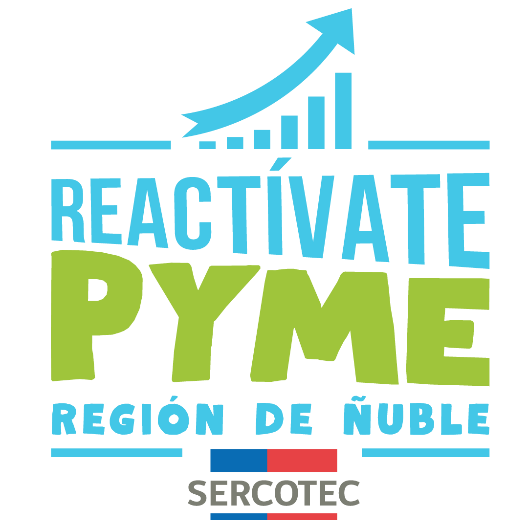 REACTÍVATE
PYME
REGIÓN DE ÑUBLE
SERCOTEC